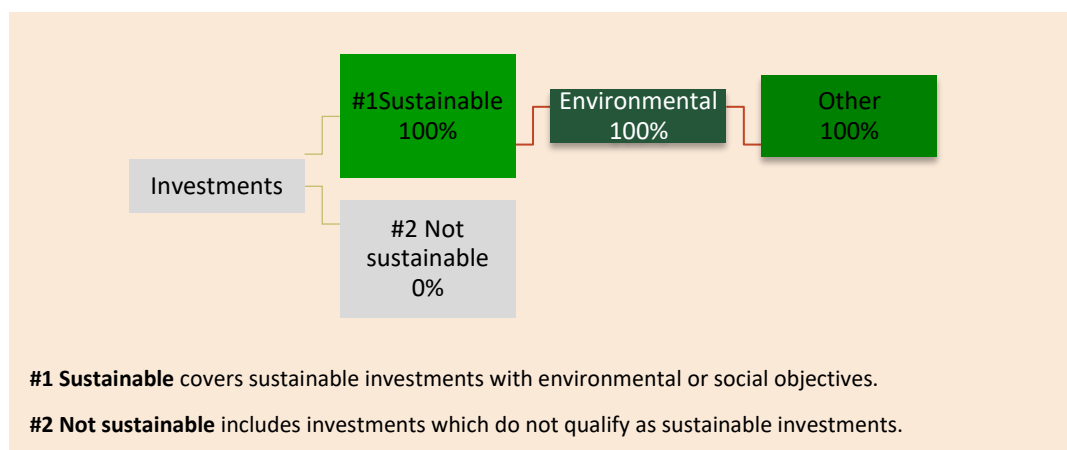 #1Sustainable
100%
Environmental
100%
Other
100%
Investments
#2 Not
sustainable
0%
#1 Sustainable covers sustainable investments with environmental or social objectives.
#2 Not sustainable includes investments which do not qualify as sustainable investments.